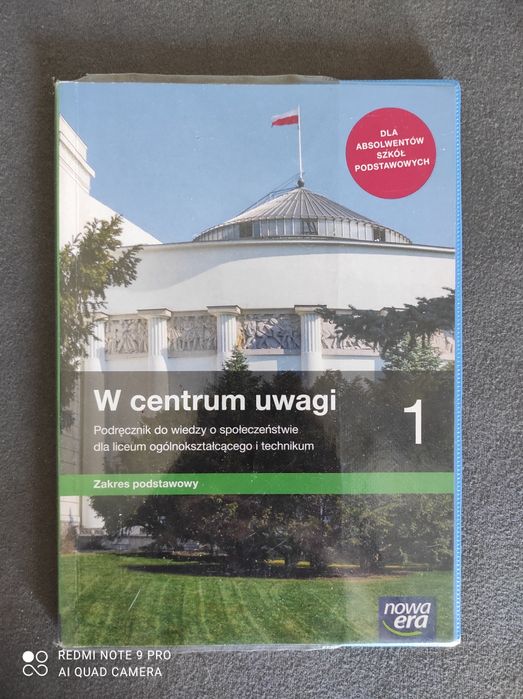 DLA
ABSOLWENTÓW
SZKÓŁ
PODSTAWOWYCH
W centrum uwagi
1
Podręcznik do wiedzy o społeczeństwie
dla liceum ogólnokształcącego i technikum
Zakres podstawowy
nowa
era
REDMI NOTE 9 PRO
AI QUAD CAMERA